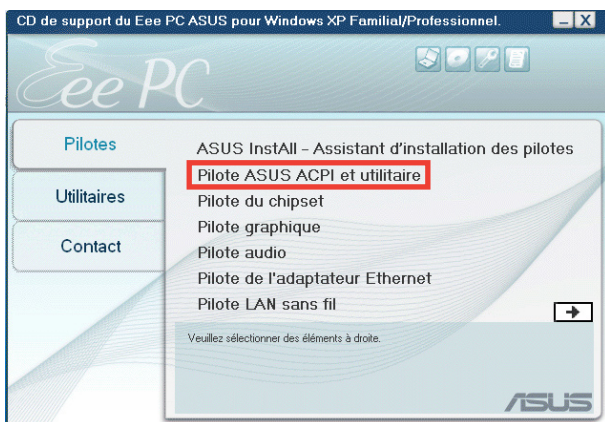 CD de support du Eee PC ASUS pour Windows XP Familial/Professionnel.
Eee PC
Pilotes
Utilitaires
Contact
ASUS InstAll - Assistant d'installation des pilotes
Pilote ASUS ACPI et utilitaire
Pilote du chipset
Pilote graphique
Pilote audio
Pilote de l'adaptateur Ethernet
Pilote LAN sans fil
Veuillez sélectionner des éléments à droite.
ASUS